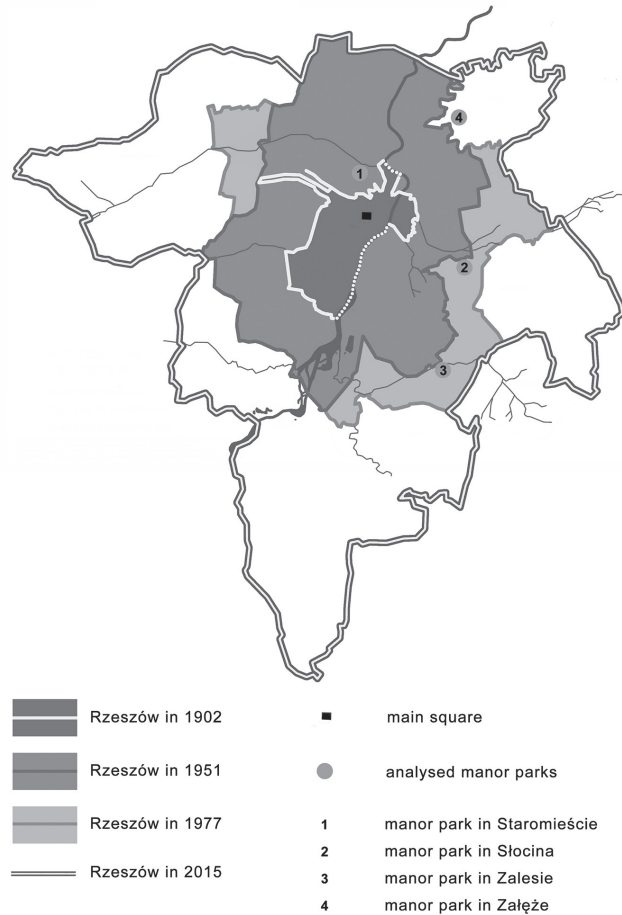 4
1
2
3
Rzeszów in 1902
main square
Rzeszów in 1951
analysed manor parks
Rzeszów in 1977
Rzeszów in 2015
1 manor park in Staromieście
2 manor park in Słocina
3 manor park in Zalesie
4 manor park in Załęże